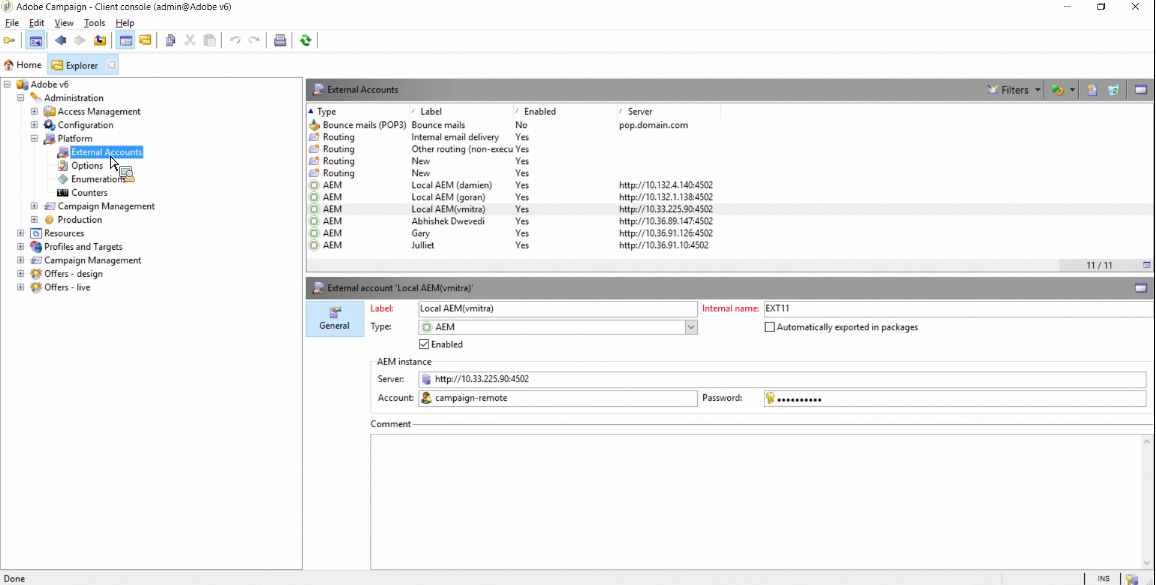 Adobe Campaign - Client console (admin@Adobe v6)
File Edit View Tools Help
Home Explorer
Adobe v6
Administration
Access Management
Configuration
Platform
External Accounts
Options
Enumerations
Counters
Campaign Management
Production
Resources
Profiles and Targets
Campaign Management
Offers - design
Offers - live
External Accounts Filters
Type Label Enabled Server
Bounce mails (POP3) Bounce mails No pop.domain.com
Routing Internal email delivery Yes
Routing Other routing (non-execu Yes
Routing New Yes
Routing New Yes
AEM Local AEM (damien) Yes http://10.132.4.140:4502
AEM Local AEM (goran) Yes http://10.132.1.138:4502
AEM Local AEM(vmitra) Yes http://10.33.225.90:4502
AEM Abhishek Dwevedi Yes http://10.36.89.147:4502
AEM Gary Yes http://10.36.91.126:4502
AEM Julliet Yes http://10.36.91.10:4502
11 / 11
External account 'Local AEM(vmitra)'
General
Label: Local AEM(vmitra) Internal name: EXT11
Type: AEM Automatically exported in packages
Enabled
AEM instance
Server: http://10.33.225.90:4502
Account: campaign-remote Password: ••••••••••
Comment
Done INS